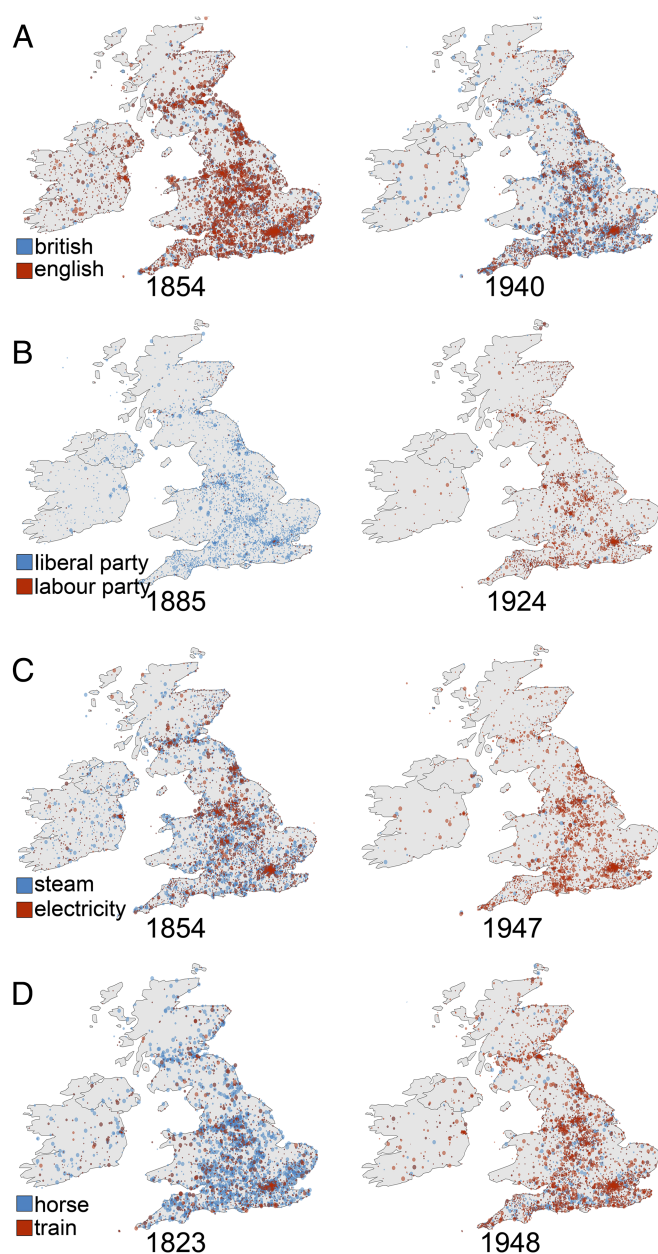 A
british
english
1854
1940
B
liberal party
labour party
1885
1924
C
steam
electricity
1854
1947
D
horse
train
1823
1948